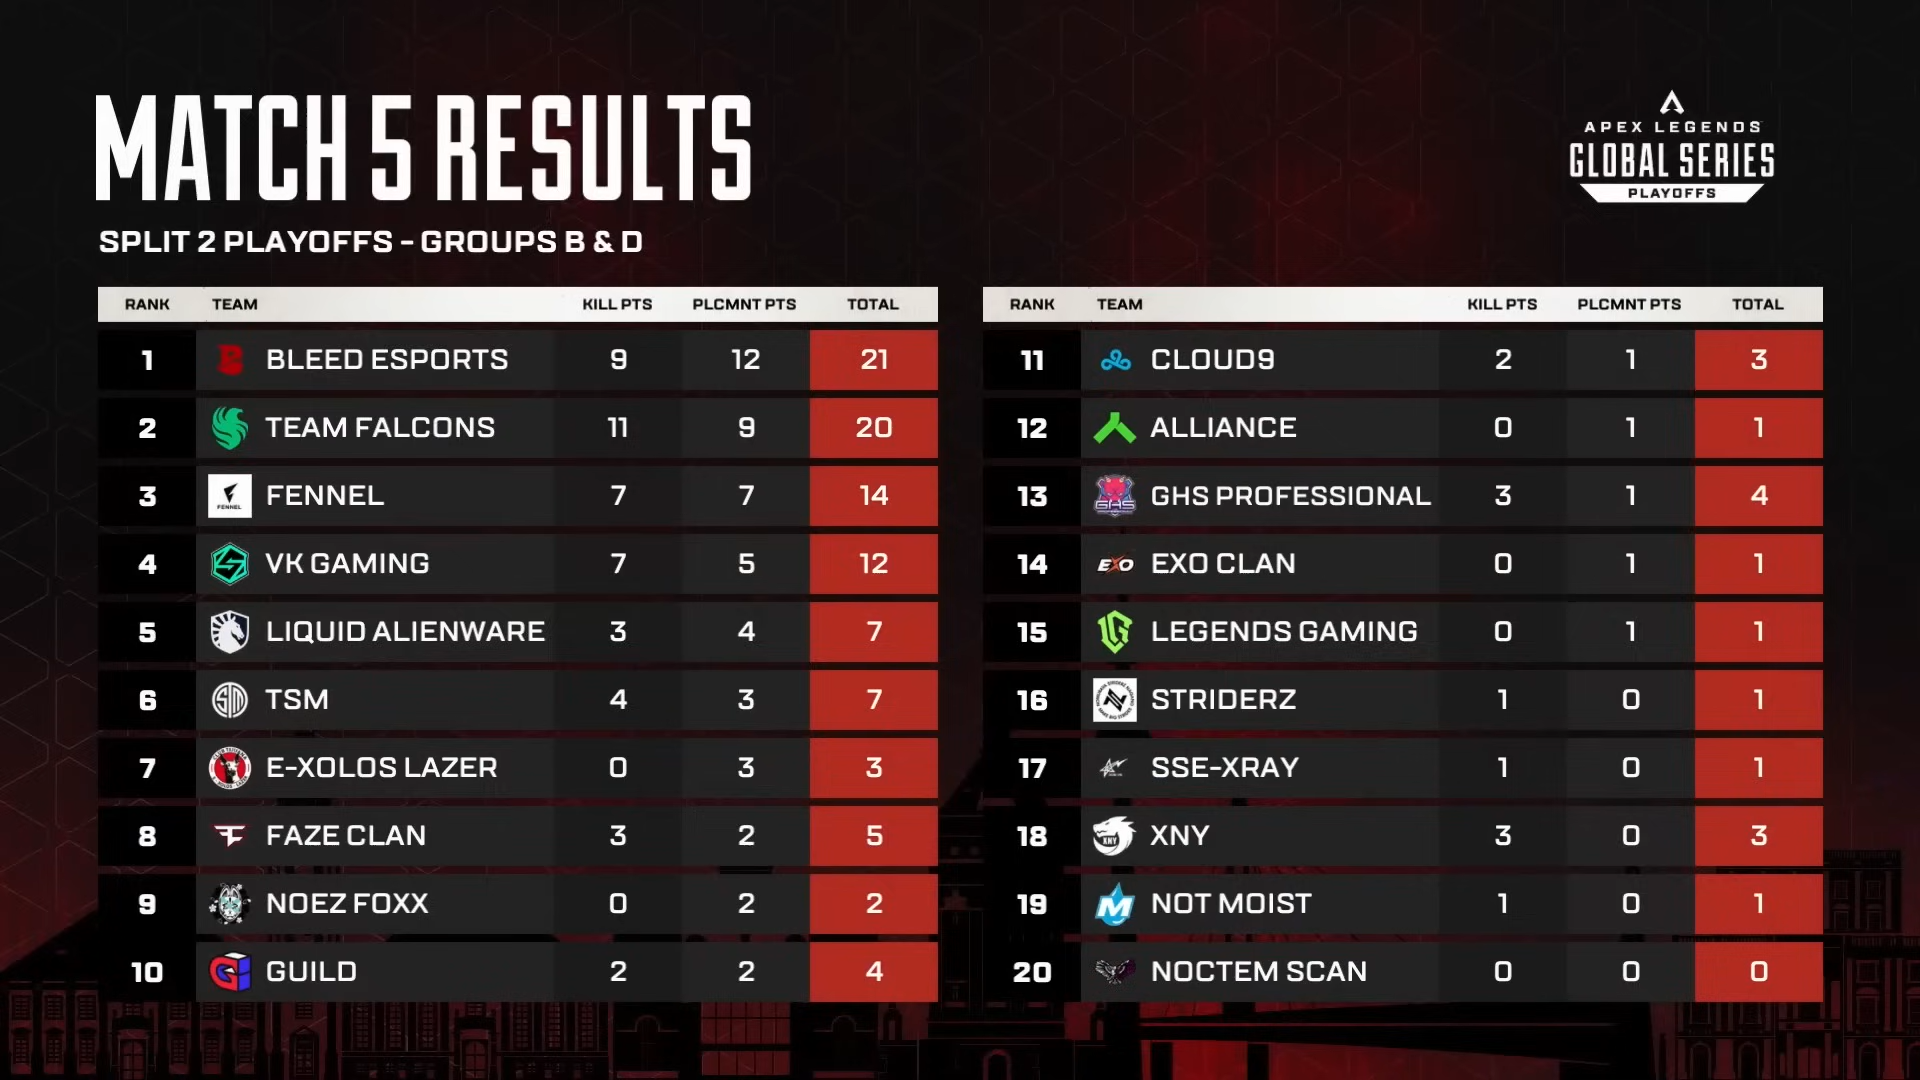 MATCH 5 RESULTS
SPLIT 2 PLAYOFFS - GROUPS B & D
APEX LEGENDS
GLOBAL SERIES
PLAYOFFS
RANK TEAM KILL PTS PLCMNT PTS TOTAL
1 BLEED ESPORTS 9 12 21
2 TEAM FALCONS 11 9 20
3 FENNEL FENNEL 7 7 14
4 VK GAMING 7 5 12
5 LIQUID ALIENWARE 3 4 7
6 TSM TSM 4 3 7
7 E-XOLOS LAZER 0 3 3
8 FAZE CLAN 3 2 5
9 NOEZ FOXX 0 2 2
10 G GUILD 2 2 4
RANK TEAM KILL PTS PLCMNT PTS TOTAL
11 CLOUD9 2 1 3
12 ALLIANCE 0 1 1
13 GHS GHS PROFESSIONAL 3 1 4
14 EXO EXO CLAN 0 1 1
15 LG LEGENDS GAMING 0 1 1
16 STRIDERZ 1 0 1
17 SSE-XRAY 1 0 1
18 XNY XNY 3 0 3
19 M NOT MOIST 1 0 1
20 NOCTEM SCAN 0 0 0